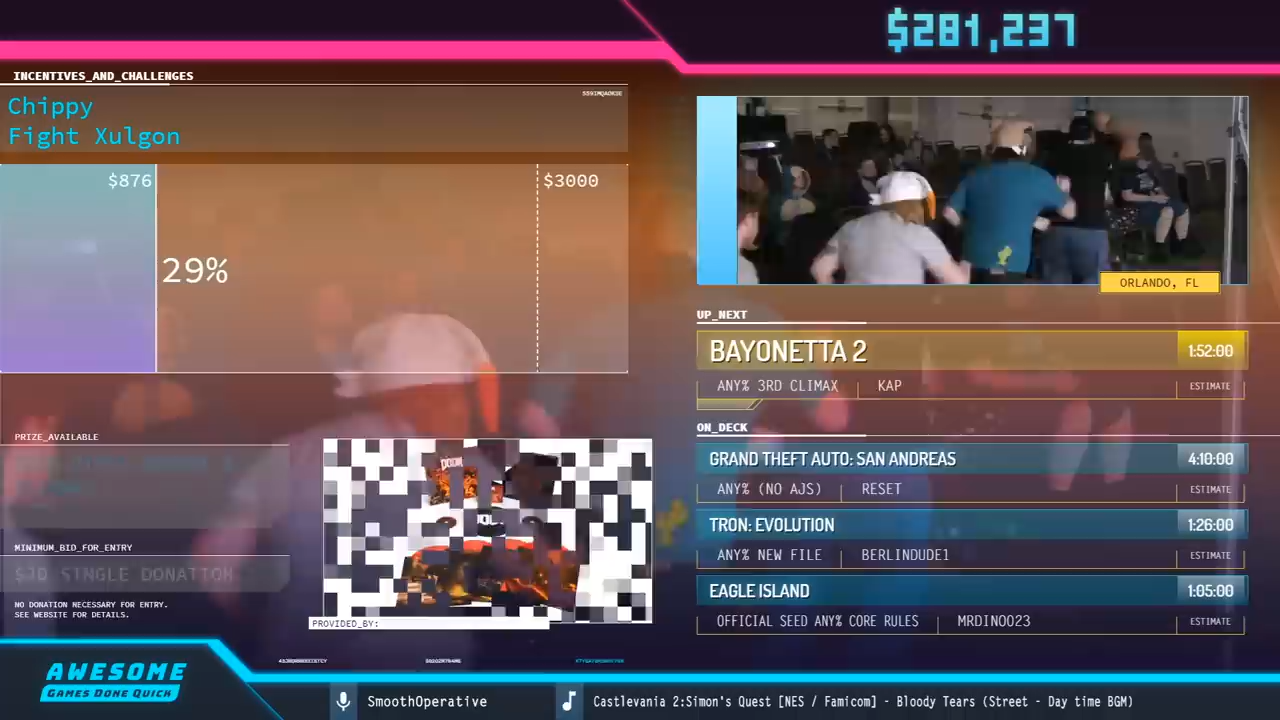 $281,237
INCENTIVES_AND_CHALLENGES
Chippy
Fight Xulgon
$876
$3000
29%
ORLANDO, FL
UP_NEXT
BAYONETTA 2
1:52:00
ANY% 3RD CLIMAX
KAP
ESTIMATE
ON_DECK
GRAND THEFT AUTO: SAN ANDREAS
4:10:00
ANY% (NO AJS)
RESET
ESTIMATE
TRON: EVOLUTION
1:26:00
ANY% NEW FILE
BERLINDUDE1
ESTIMATE
EAGLE ISLAND
1:05:00
OFFICIAL SEED ANY% CORE RULES
MRDINOO23
ESTIMATE
PRIZE_AVAILABLE
MINIMUM_BID_FOR_ENTRY
SINGLE DONATION
NO DONATION NECESSARY FOR ENTRY.
SEE WEBSITE FOR DETAILS.
DOOM
PROVIDED_BY:
AWESOME
GAMES DONE QUICK
SmoothOperative
Castlevania 2:Simon's Quest [NES / Famicom] - Bloody Tears (Street - Day time BGM)